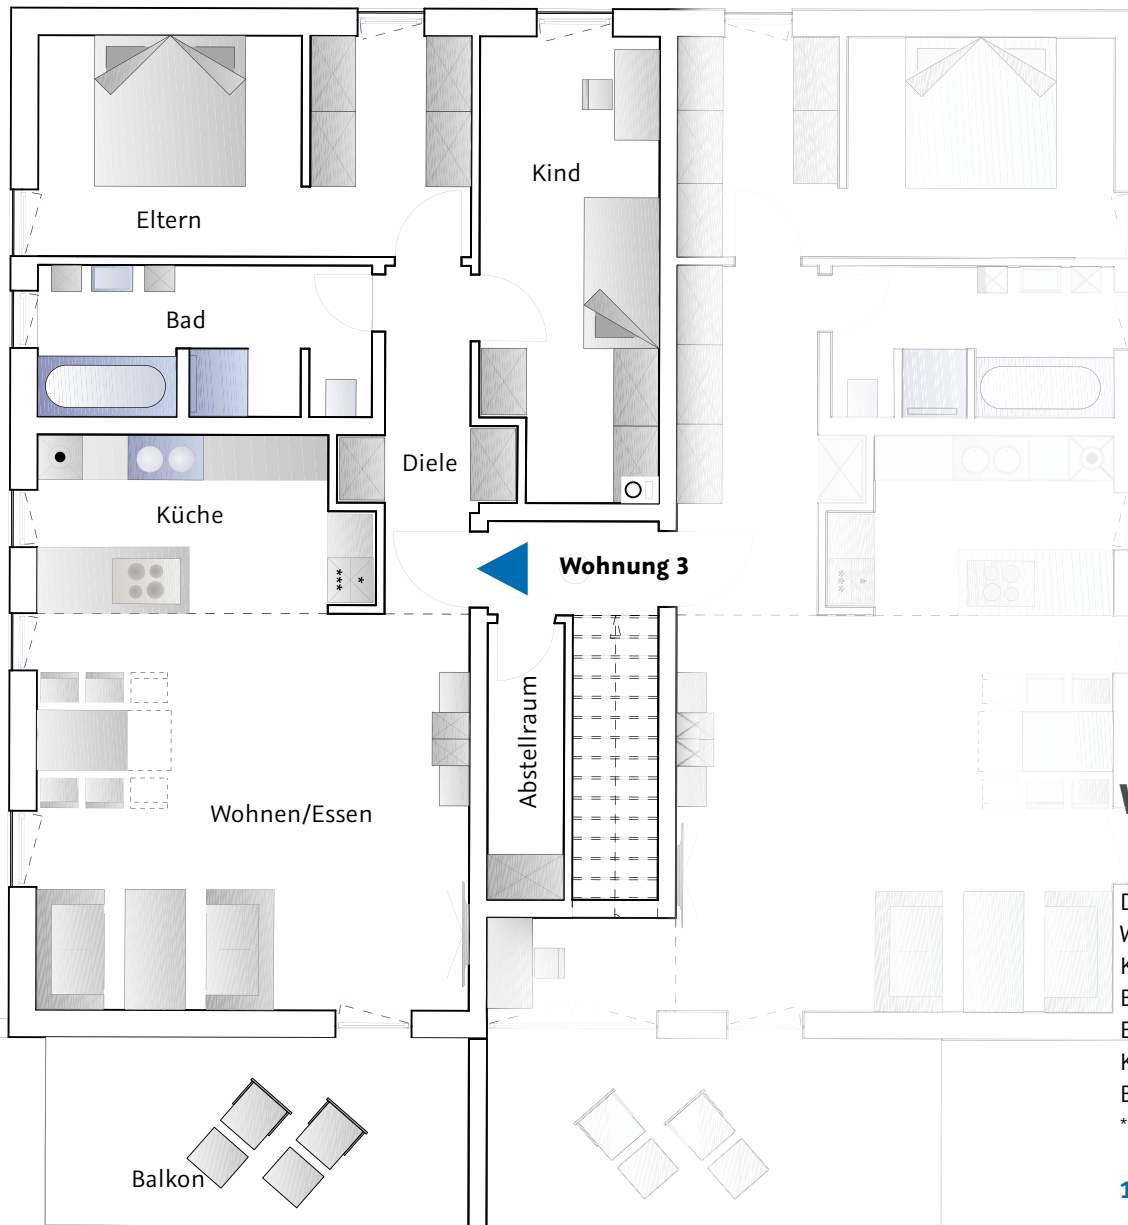 Kind
Eltern
Bad
Diele
Küche
Wohnung 3
Abstellraum
Wohnen/Essen
Balkon